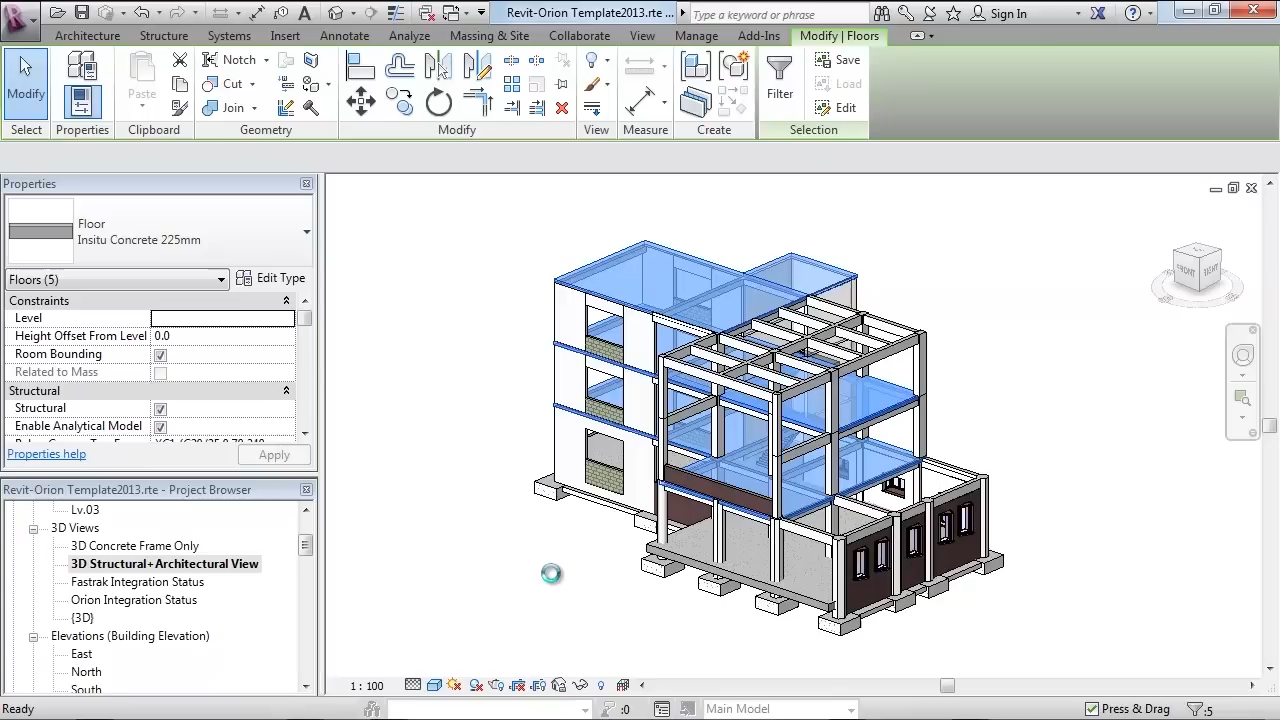 Revit-Orion Template2013.rte ...
Type a keyword or phrase
Sign In
Architecture
Structure
Systems
Insert
Annotate
Analyze
Massing & Site
Collaborate
View
Manage
Add-Ins
Modify | Floors
Modify
Paste
Notch
Cut
Join
Filter
Save
Load
Edit
Select
Properties
Clipboard
Geometry
Modify
View
Measure
Create
Selection
Properties
Floor
Insitu Concrete 225mm
Floors (5)
Edit Type
Constraints
Level
Height Offset From Level 0.0
Room Bounding
Related to Mass
Structural
Structural
Enable Analytical Model
Properties help
Apply
Revit-Orion Template2013.rte - Project Browser
Lv.03
3D Views
3D Concrete Frame Only
3D Structural+Architectural View
Fastrak Integration Status
Orion Integration Status
{3D}
Elevations (Building Elevation)
East
North
South
FRONT
RIGHT
1 : 100
Ready
:0
Main Model
Press & Drag
:5